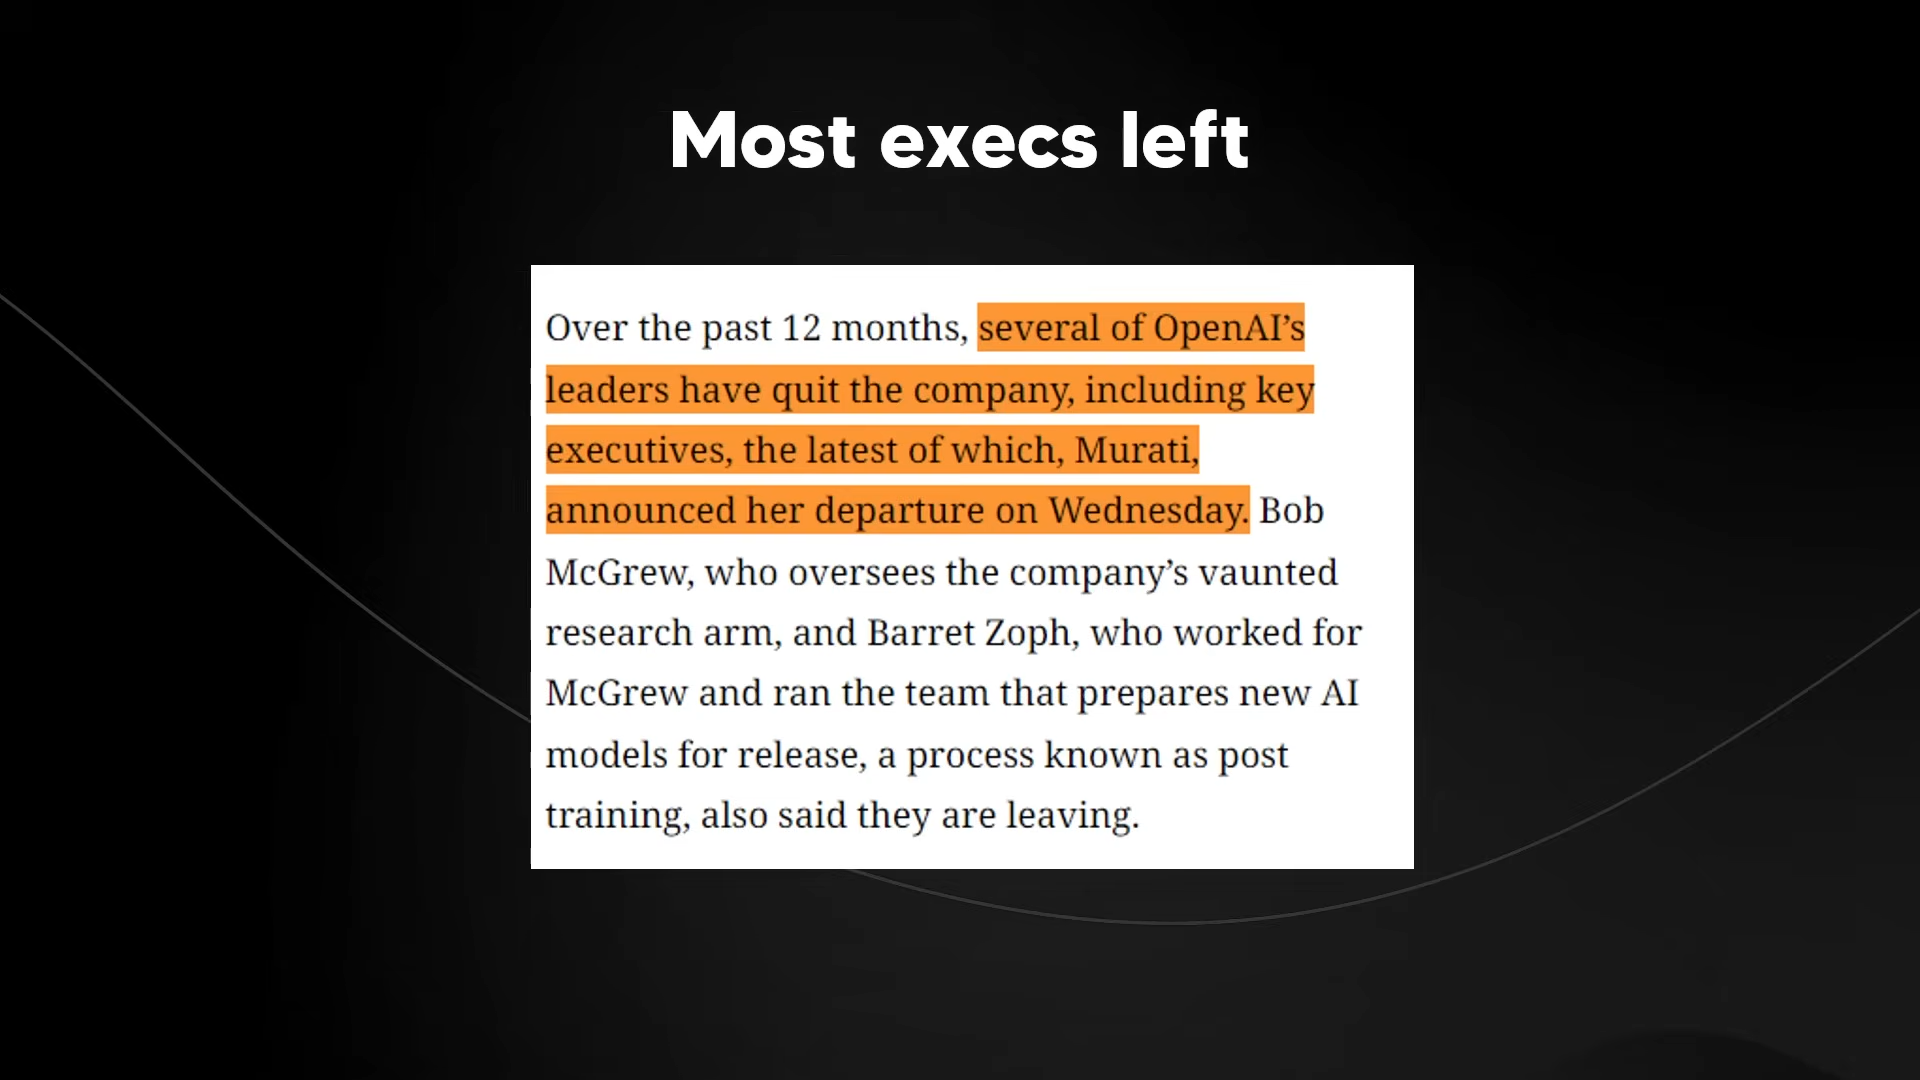 Most execs left
Over the past 12 months, several of OpenAI’s
leaders have quit the company, including key
executives, the latest of which, Murati,
announced her departure on Wednesday. Bob
McGrew, who oversees the company’s vaunted
research arm, and Barret Zoph, who worked for
McGrew and ran the team that prepares new AI
models for release, a process known as post
training, also said they are leaving.